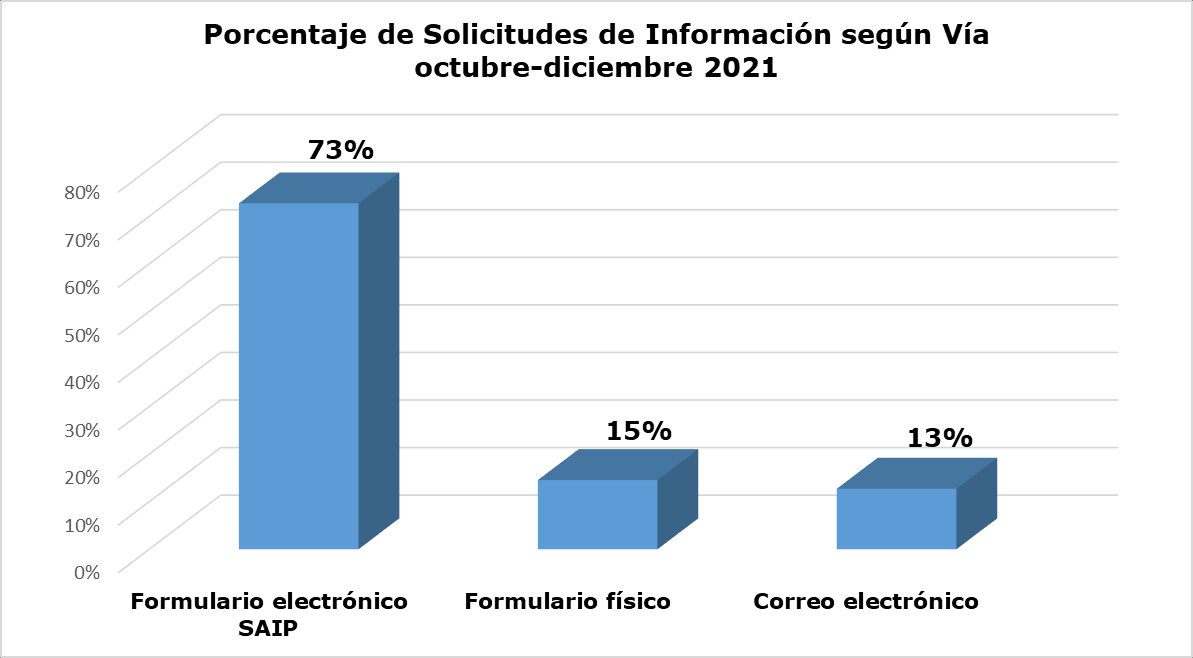 Porcentaje de Solicitudes de Información según Vía
octubre-diciembre 2021
73%
80%
70%
60%
50%
40%
30%
20%
10%
0%
15%
13%
Formulario electrónico
SAIP
Formulario físico
Correo electrónico